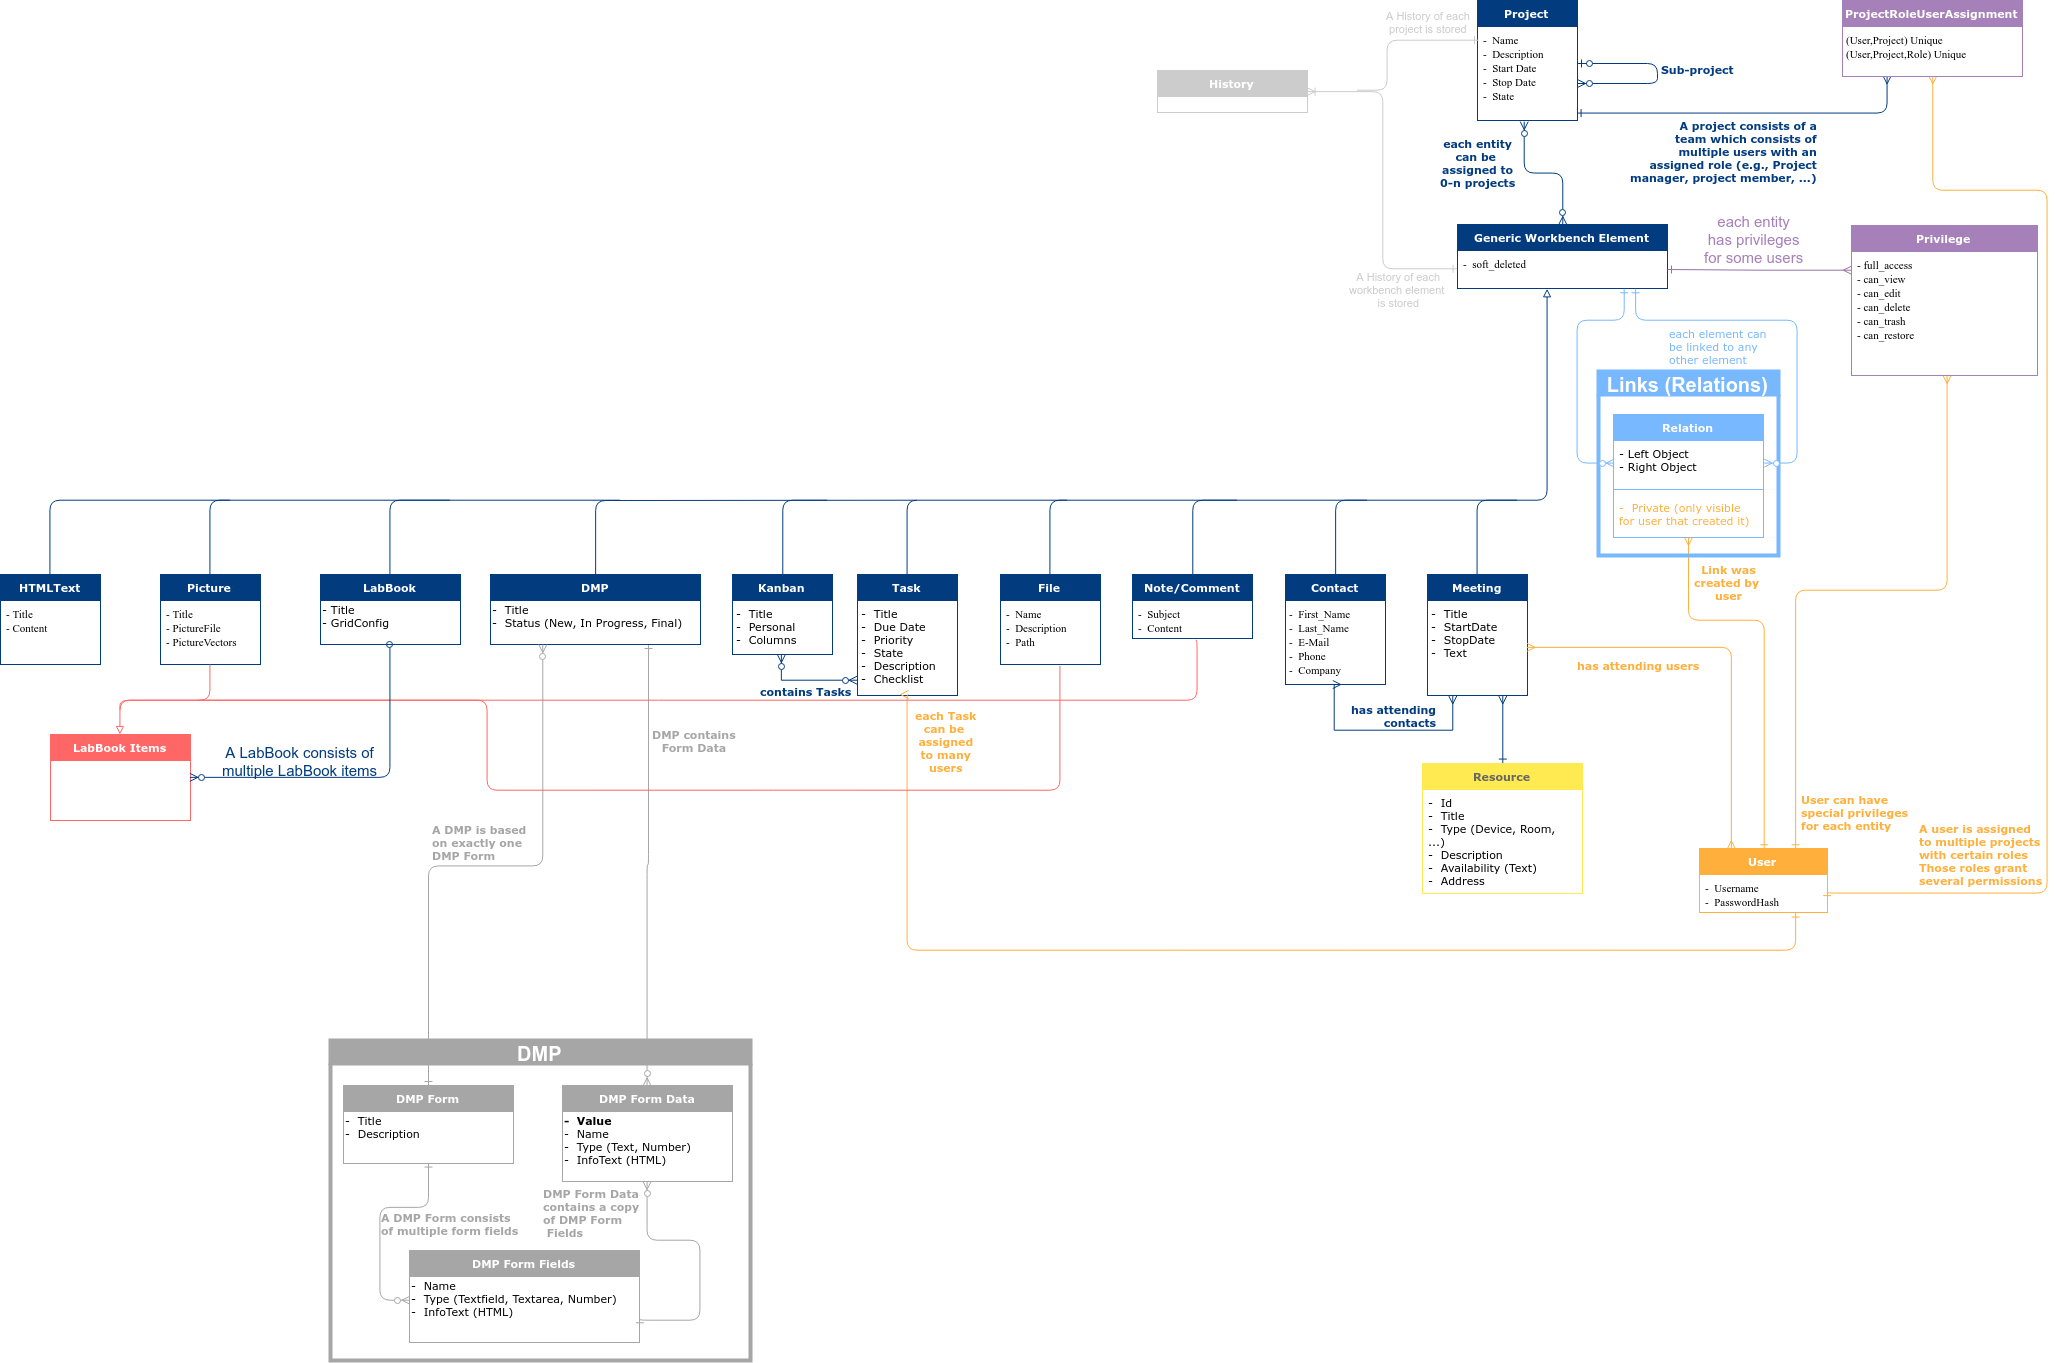 A History of each
project is stored
Project
- Name
- Description
- Start Date
- Stop Date
- State
Sub-project
ProjectRoleUserAssignment
(User,Project) Unique
(User,Project,Role) Unique
History
A project consists of a
team which consists of
multiple users with an
assigned role (e.g., Project
manager, project member, ...)
each entity
can be
assigned to
0-n projects
Generic Workbench Element
- soft_deleted
each entity
has privileges
for some users
Privilege
- full_access
- can_view
- can_edit
- can_delete
- can_trash
- can_restore
A History of each
workbench element
is stored
each element can
be linked to any
other element
Links (Relations)
Relation
- Left Object
- Right Object
- Private (only visible
for user that created it)
Link was
created by
user
HTMLText
- Title
- Content
Picture
- Title
- PictureFile
- PictureVectors
LabBook
- Title
- GridConfig
DMP
- Title
- Status (New, In Progress, Final)
Kanban
- Title
- Personal
- Columns
Task
- Title
- Due Date
- Priority
- State
- Description
- Checklist
File
- Name
- Description
- Path
Note/Comment
- Subject
- Content
Contact
- First_Name
- Last_Name
- E-Mail
- Phone
- Company
Meeting
- Title
- StartDate
- StopDate
- Text
has attending users
contains Tasks
has attending
contacts
each Task
can be
assigned
to many
users
DMP contains
Form Data
LabBook Items
A LabBook consists of
multiple LabBook items
Resource
- Id
- Title
- Type (Device, Room,
...)
- Description
- Availability (Text)
- Address
A DMP is based
on exactly one
DMP Form
User can have
special privileges
for each entity
A user is assigned
to multiple projects
with certain roles
Those roles grant
several permissions
User
- Username
- PasswordHash
DMP
DMP Form
- Title
- Description
DMP Form Data
- Value
- Name
- Type (Text, Number)
- InfoText (HTML)
DMP Form Data
contains a copy
of DMP Form
Fields
A DMP Form consists
of multiple form fields
DMP Form Fields
- Name
- Type (Textfield, Textarea, Number)
- InfoText (HTML)